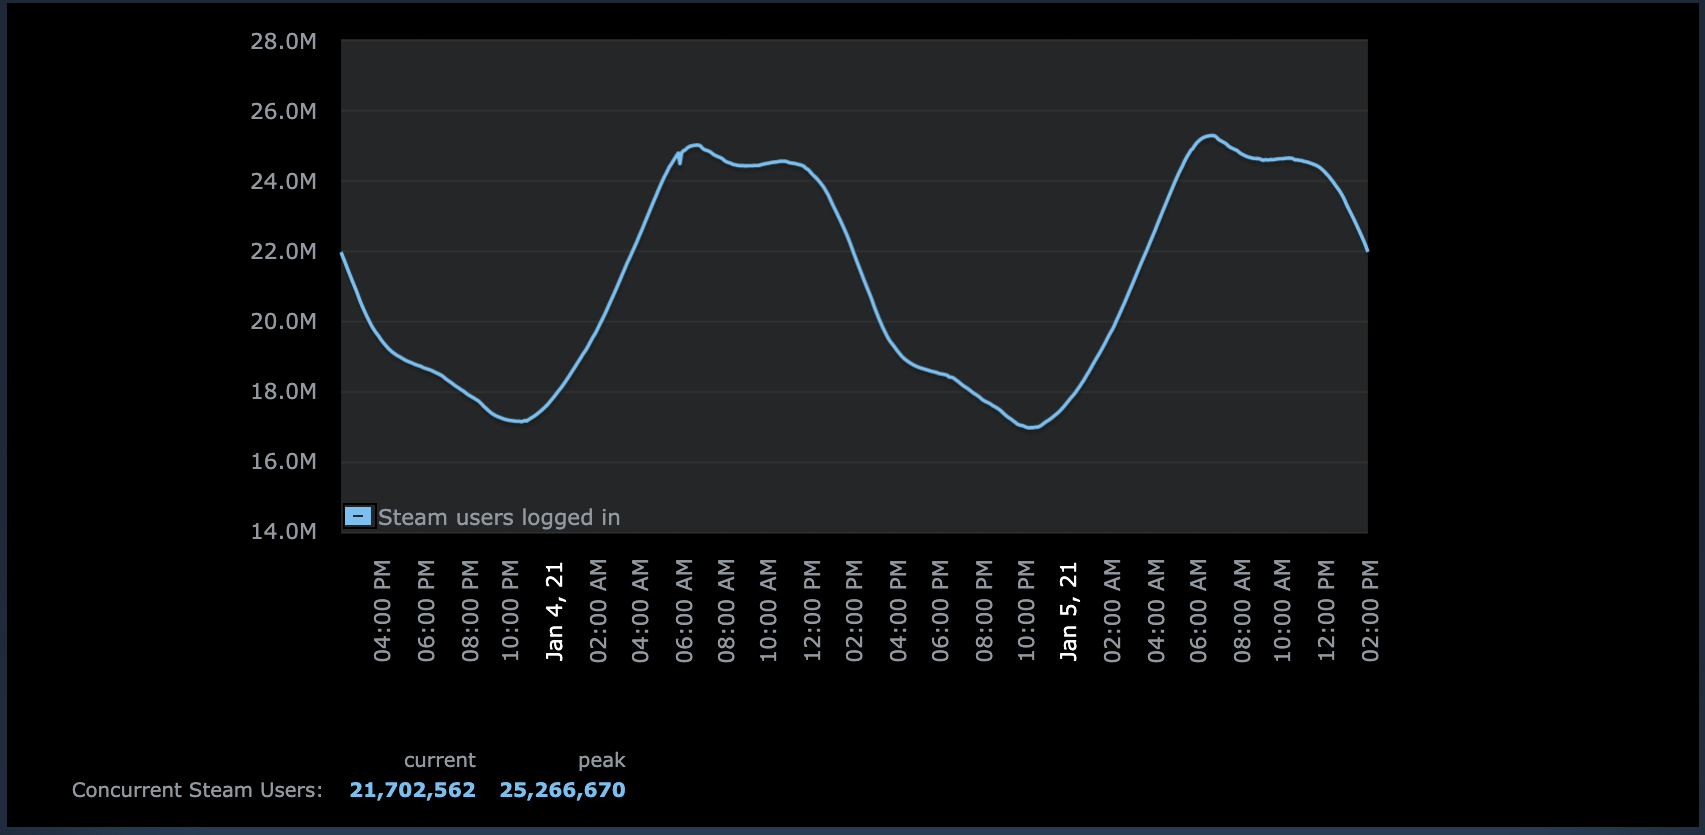 28.0M
26.0M
24.0M
22.0M
20.0M
18.0M
16.0M
14.0M
Steam users logged in
04:00 PM
06:00 PM
08:00 PM
10:00 PM
Jan 4, 21
02:00 AM
04:00 AM
06:00 AM
08:00 AM
10:00 AM
12:00 PM
02:00 PM
04:00 PM
06:00 PM
08:00 PM
10:00 PM
Jan 5, 21
02:00 AM
04:00 AM
06:00 AM
08:00 AM
10:00 AM
12:00 PM
02:00 PM
current peak
Concurrent Steam Users: 21,702,562 25,266,670